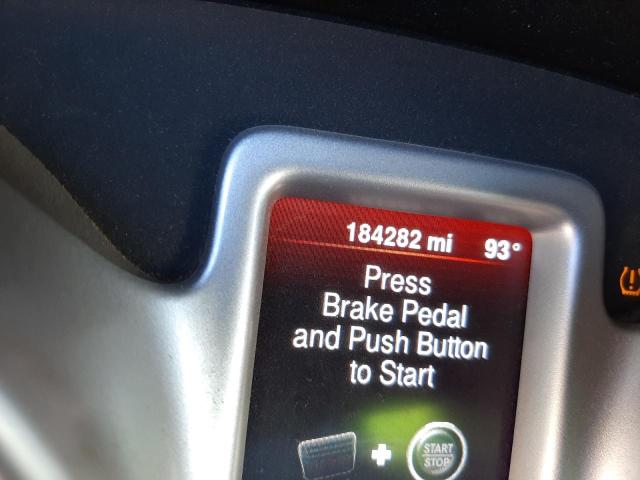 184282 mi 93°
Press
Brake Pedal
and Push Button
to Start
+ START
STOP